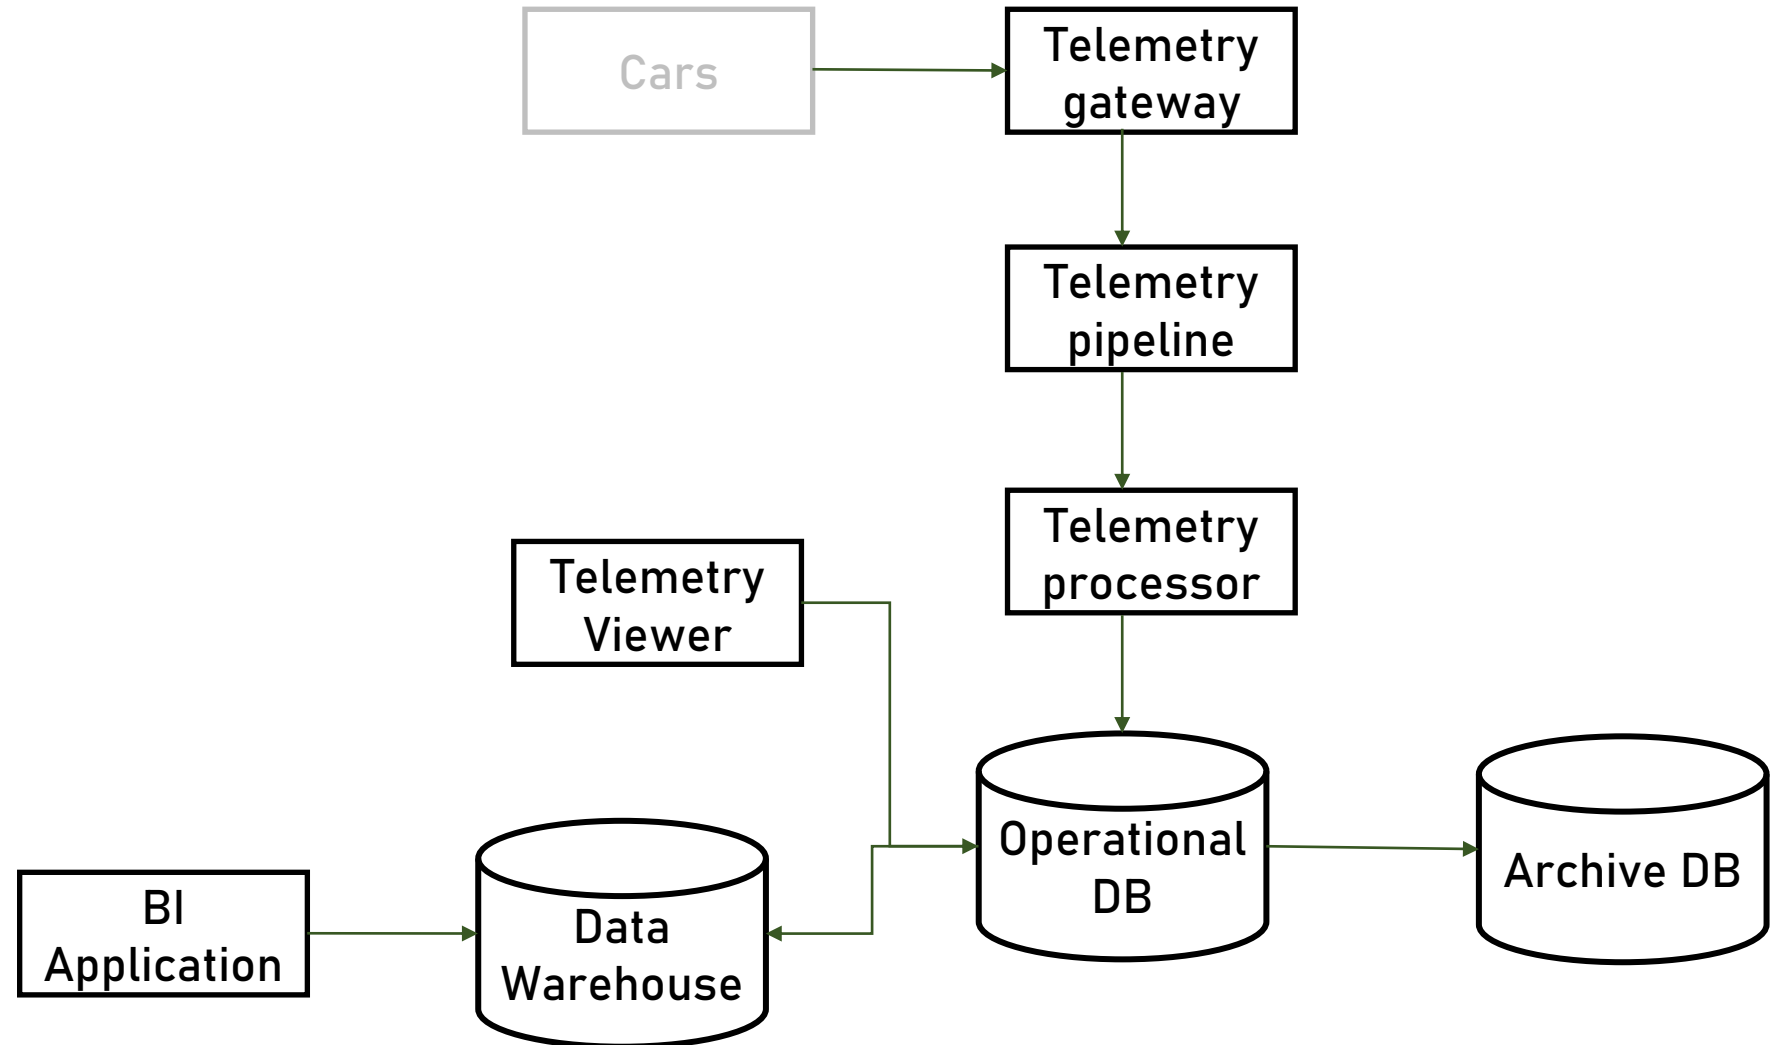 Cars
Telemetry
gateway
Telemetry
pipeline
Telemetry
processor
Telemetry
Viewer
Operational
DB
Archive DB
BI
Application
Data
Warehouse